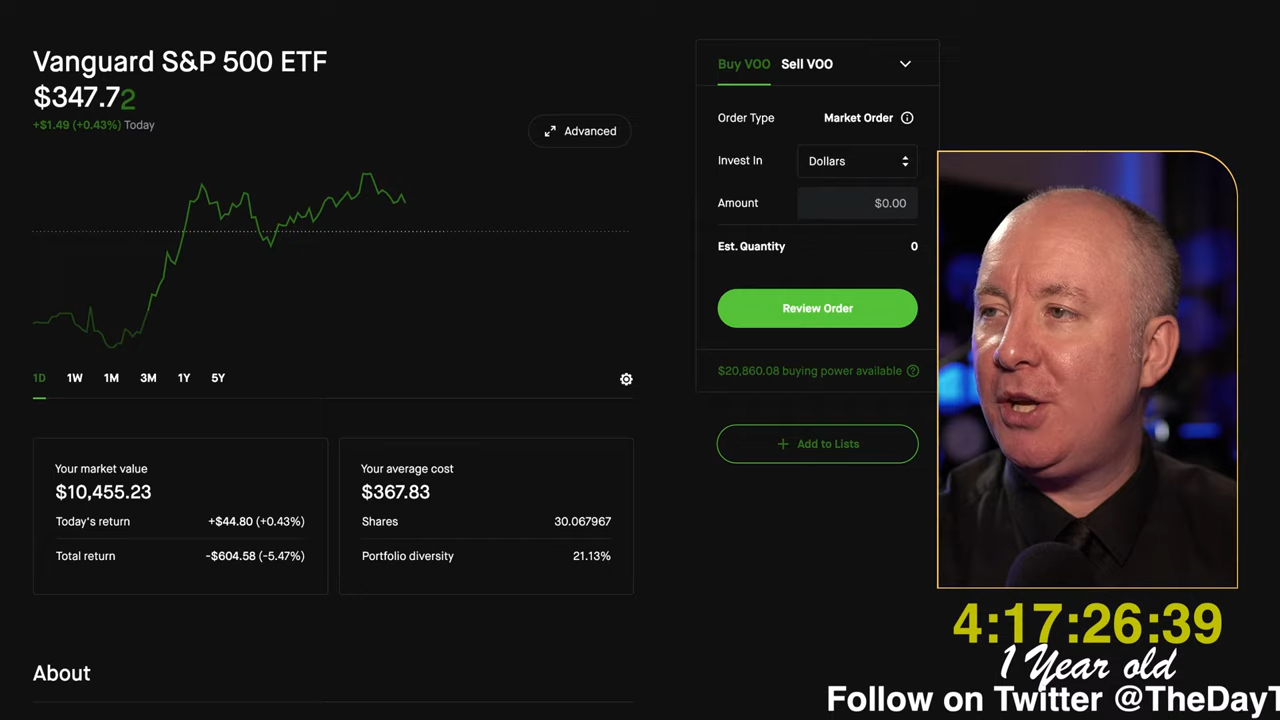 Vanguard S&P 500 ETF
$347.72
+$1.49 (+0.43%) Today
Advanced
1D 1W 1M 3M 1Y 5Y
Your market value
$10,455.23
Today's return +$44.80 (+0.43%)
Total return -$604.58 (-5.47%)
Your average cost
$367.83
Shares 30.067967
Portfolio diversity 21.13%
About
Buy VOO Sell VOO
Order Type Market Order
Invest In Dollars
Amount $0.00
Est. Quantity 0
Review Order
$20,860.08 buying power available
+ Add to Lists
4:17:26:39
1 Year old
Follow on Twitter @TheDayT